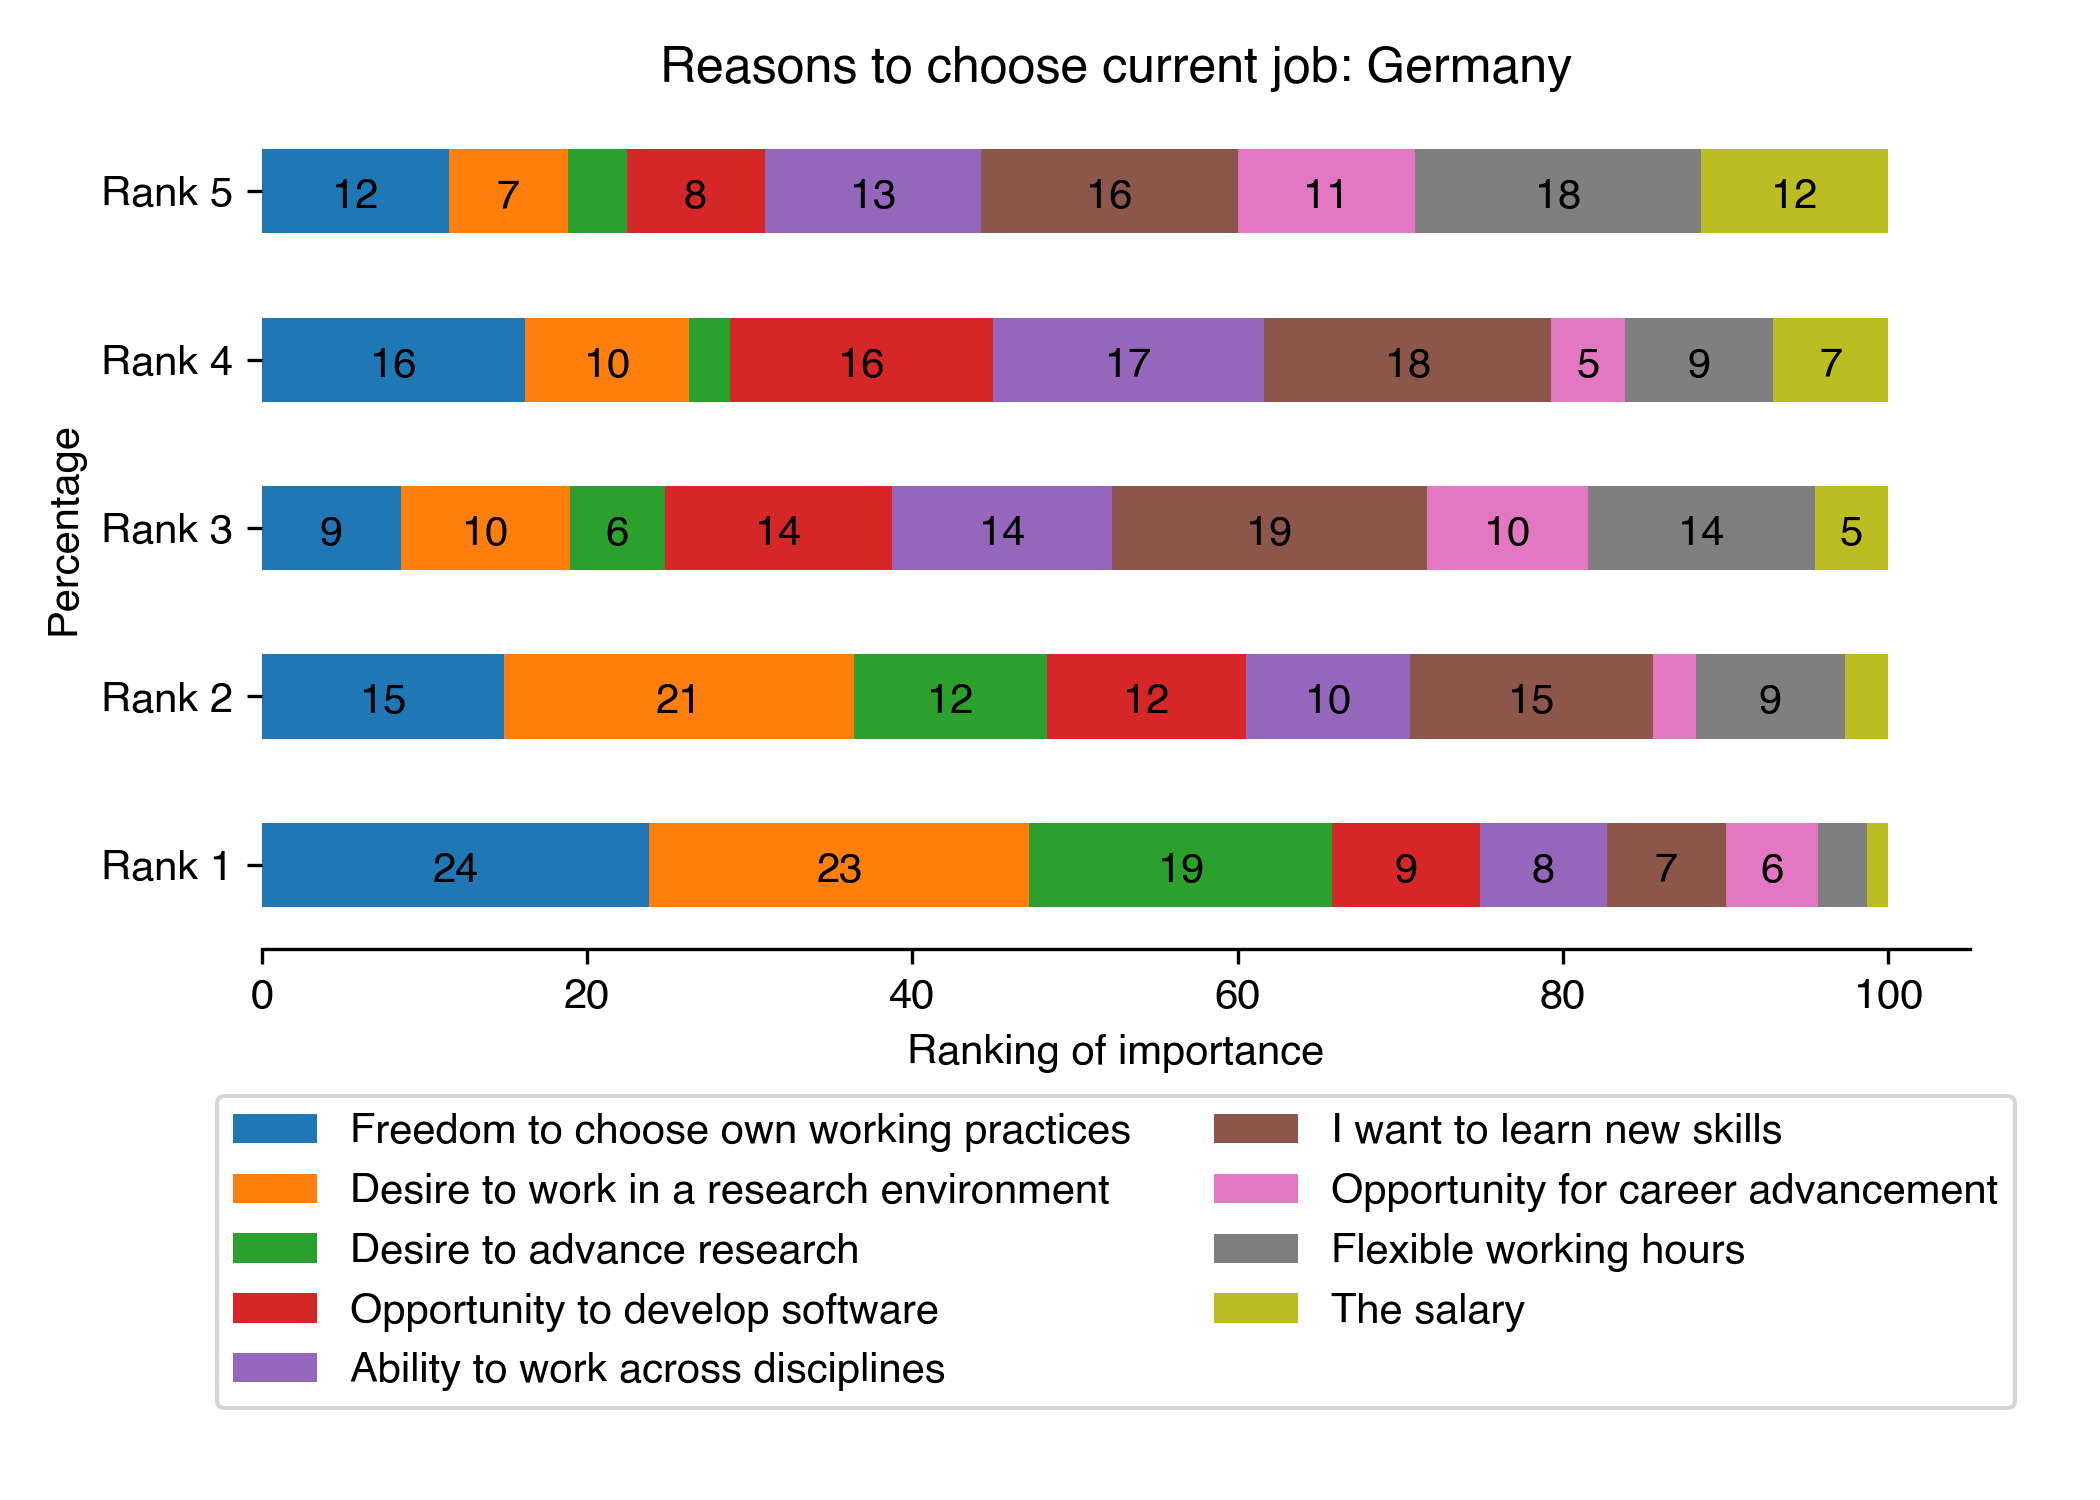 Reasons to choose current job: Germany
Rank 5 12 7 8 13 16 11 18 12
Rank 4 16 10 16 17 18 5 9 7
Rank 3 9 10 6 14 14 19 10 14 5
Rank 2 15 21 12 12 10 15 9
Rank 1 24 23 19 9 8 7 6
Percentage
0 20 40 60 80 100
Ranking of importance
Freedom to choose own working practices
Desire to work in a research environment
Desire to advance research
Opportunity to develop software
Ability to work across disciplines
I want to learn new skills
Opportunity for career advancement
Flexible working hours
The salary